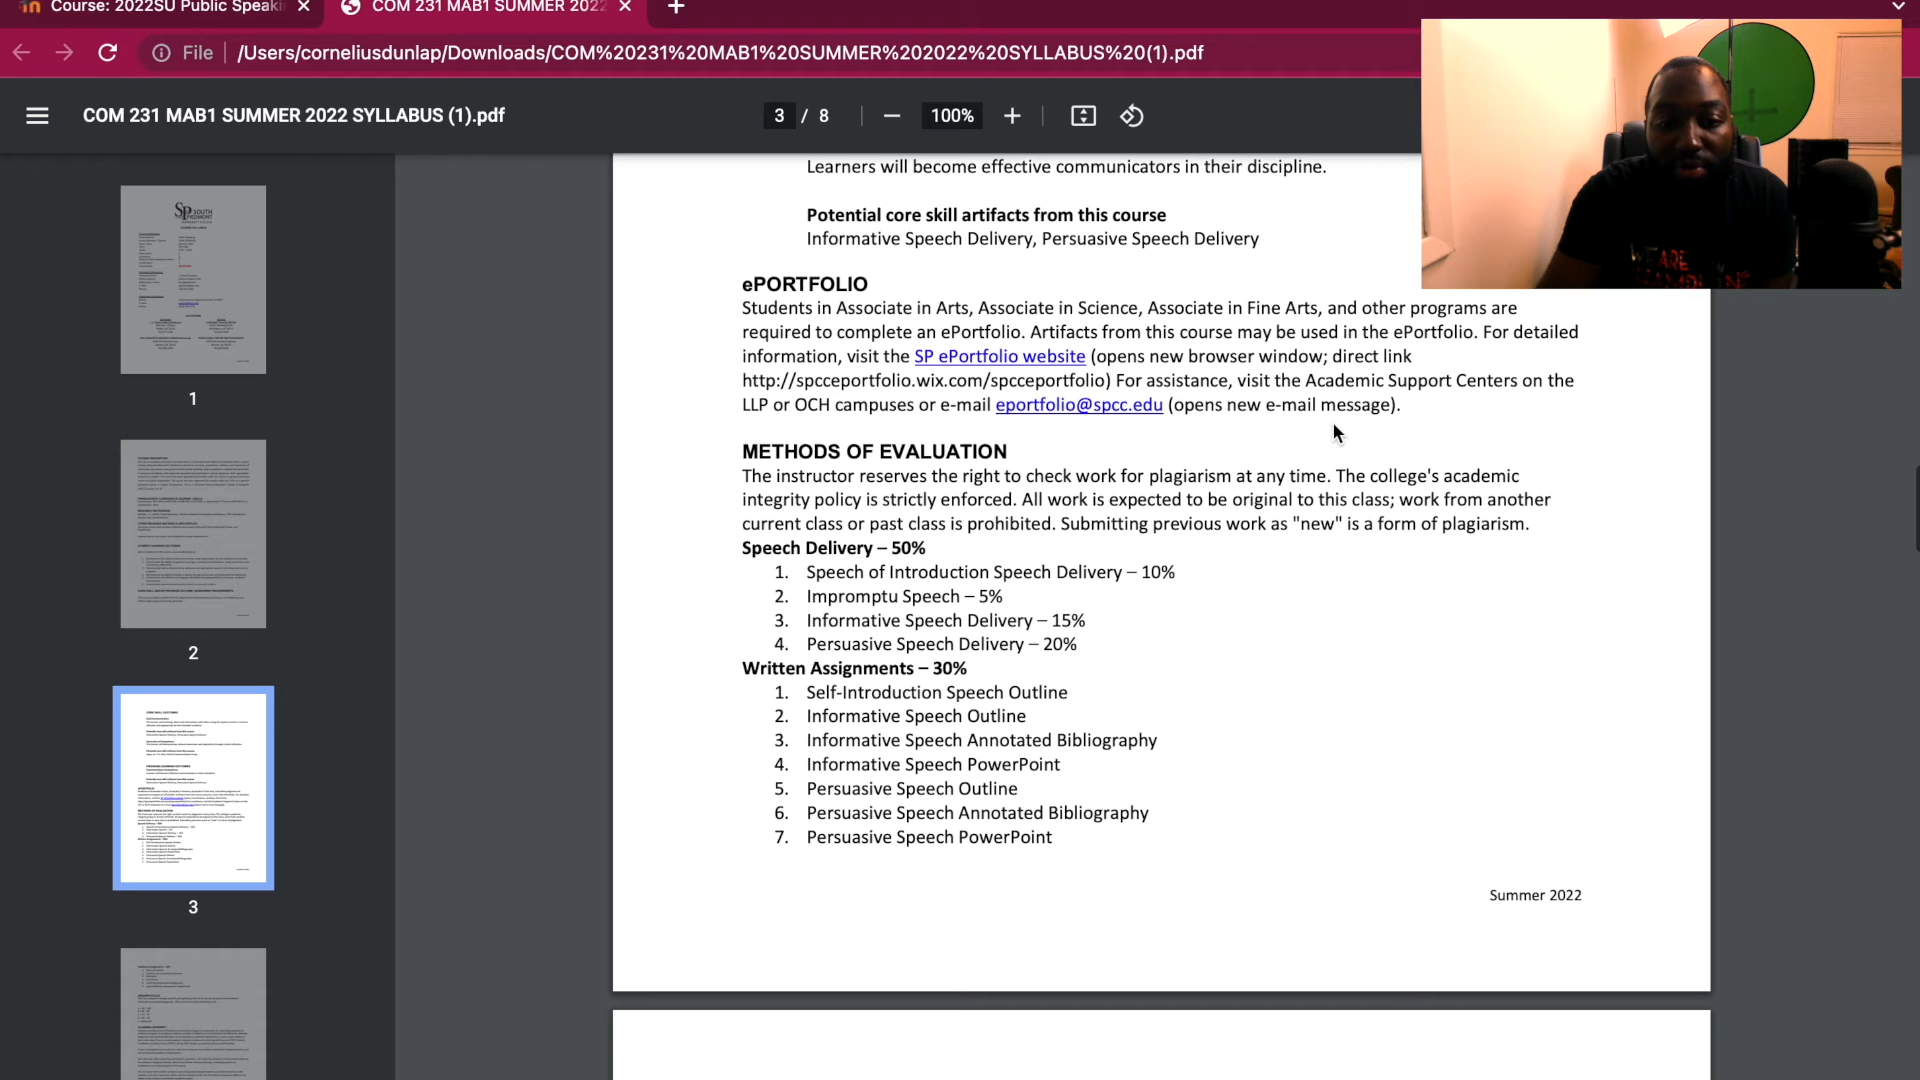 Course: 2022SU Public Speaki
COM 231 MAB1 SUMMER 2022
File /Users/corneliusdunlap/Downloads/COM%20231%20MAB1%20SUMMER%202022%20SYLLABUS%20(1).pdf
COM 231 MAB1 SUMMER 2022 SYLLABUS (1).pdf
3 / 8
100%
SP SOUTH
PIEDMONT
1
2
3
Learners will become effective communicators in their discipline.
Potential core skill artifacts from this course
Informative Speech Delivery, Persuasive Speech Delivery
ePORTFOLIO
Students in Associate in Arts, Associate in Science, Associate in Fine Arts, and other programs are
required to complete an ePortfolio. Artifacts from this course may be used in the ePortfolio. For detailed
information, visit the SP ePortfolio website (opens new browser window; direct link
http://spcceportfolio.wix.com/spcceportfolio) For assistance, visit the Academic Support Centers on the
LLP or OCH campuses or e-mail eportfolio@spcc.edu (opens new e-mail message).
METHODS OF EVALUATION
The instructor reserves the right to check work for plagiarism at any time. The college's academic
integrity policy is strictly enforced. All work is expected to be original to this class; work from another
current class or past class is prohibited. Submitting previous work as "new" is a form of plagiarism.
Speech Delivery – 50%
1. Speech of Introduction Speech Delivery – 10%
2. Impromptu Speech – 5%
3. Informative Speech Delivery – 15%
4. Persuasive Speech Delivery – 20%
Written Assignments – 30%
1. Self-Introduction Speech Outline
2. Informative Speech Outline
3. Informative Speech Annotated Bibliography
4. Informative Speech PowerPoint
5. Persuasive Speech Outline
6. Persuasive Speech Annotated Bibliography
7. Persuasive Speech PowerPoint
Summer 2022
WE ARE